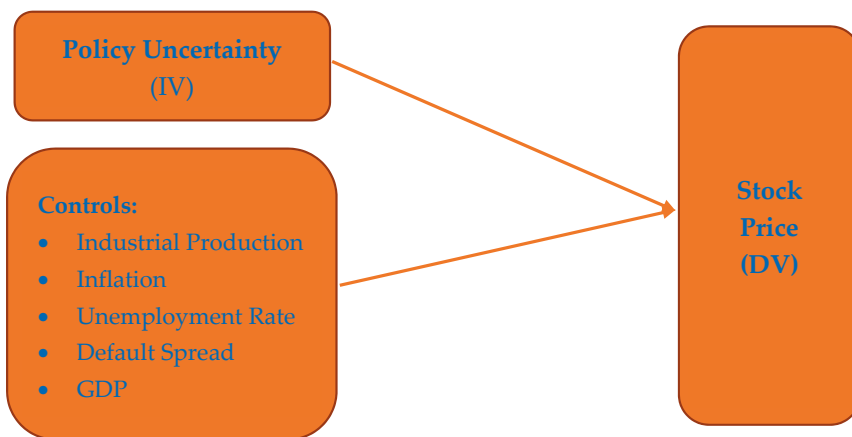 Policy Uncertainty
(IV)
Controls:
• Industrial Production
• Inflation
• Unemployment Rate
• Default Spread
• GDP
Stock
Price
(DV)